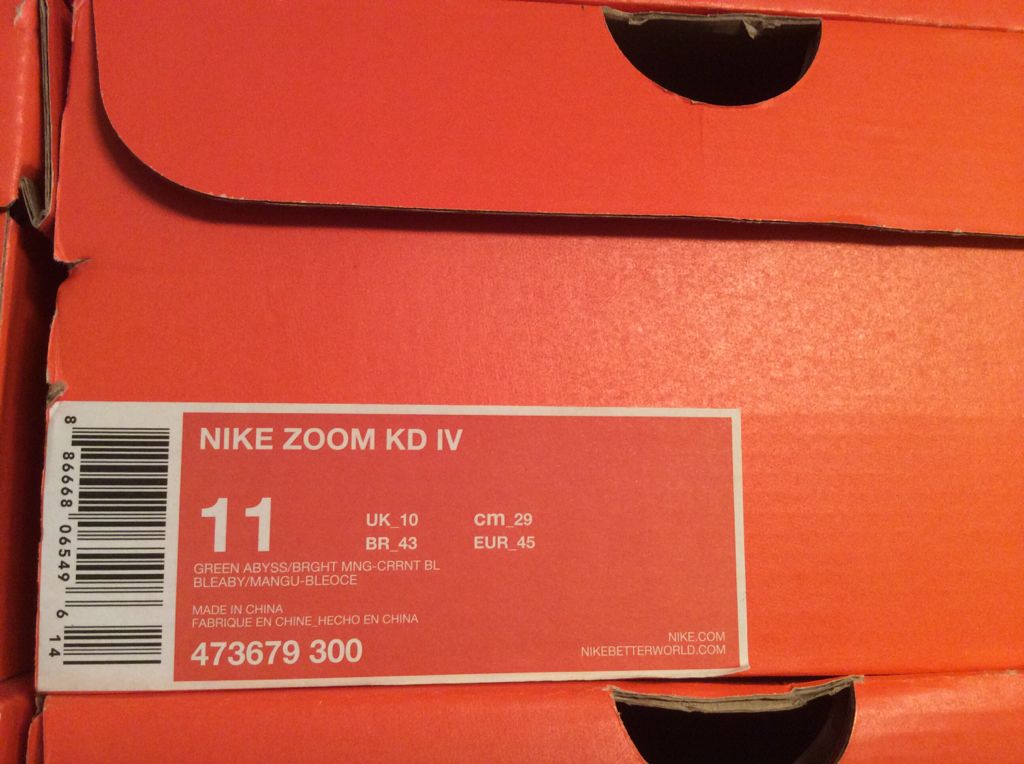 NIKE ZOOM KD IV
11
UK_10 cm_29
BR_43 EUR_45
GREEN ABYSS/BRGHT MNG-CRRNT BL
BLEABY/MANGU-BLEOCE
MADE IN CHINA
FABRIQUE EN CHINE_HECHO EN CHINA
473679 300
NIKE.COM
NIKEBETTERWORLD.COM
8 86668 06549 6 14